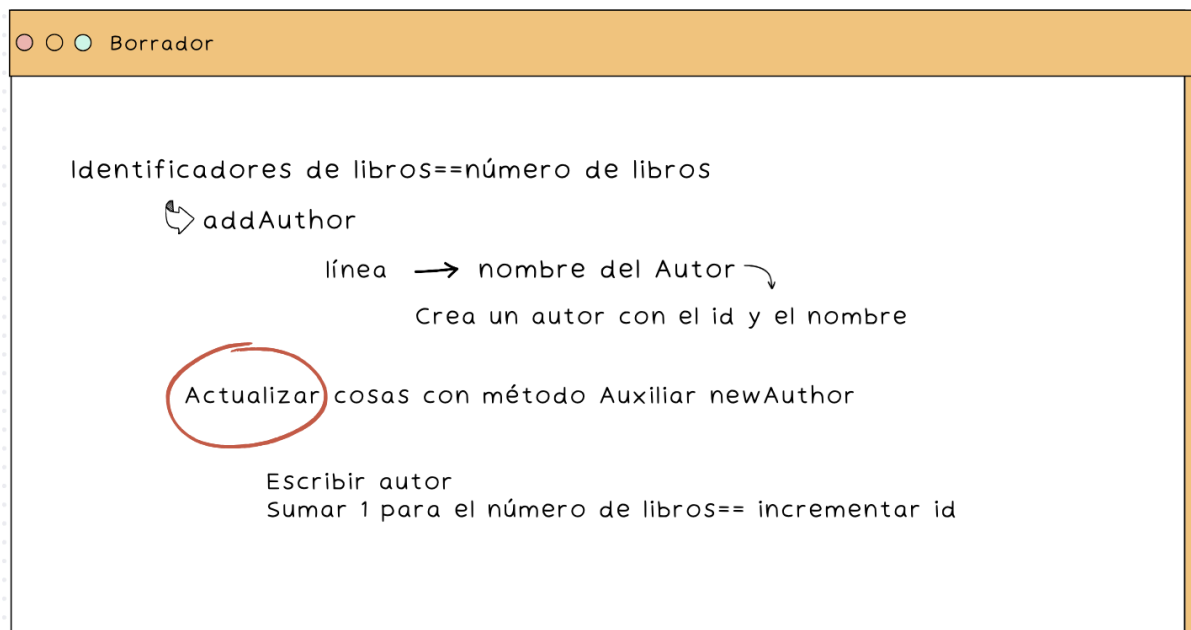 Borrador
Identificadores de libros==número de libros
addAuthor
línea → nombre del Autor
Crea un autor con el id y el nombre
Actualizar cosas con método Auxiliar newAuthor
Escribir autor
Sumar 1 para el número de libros== incrementar id